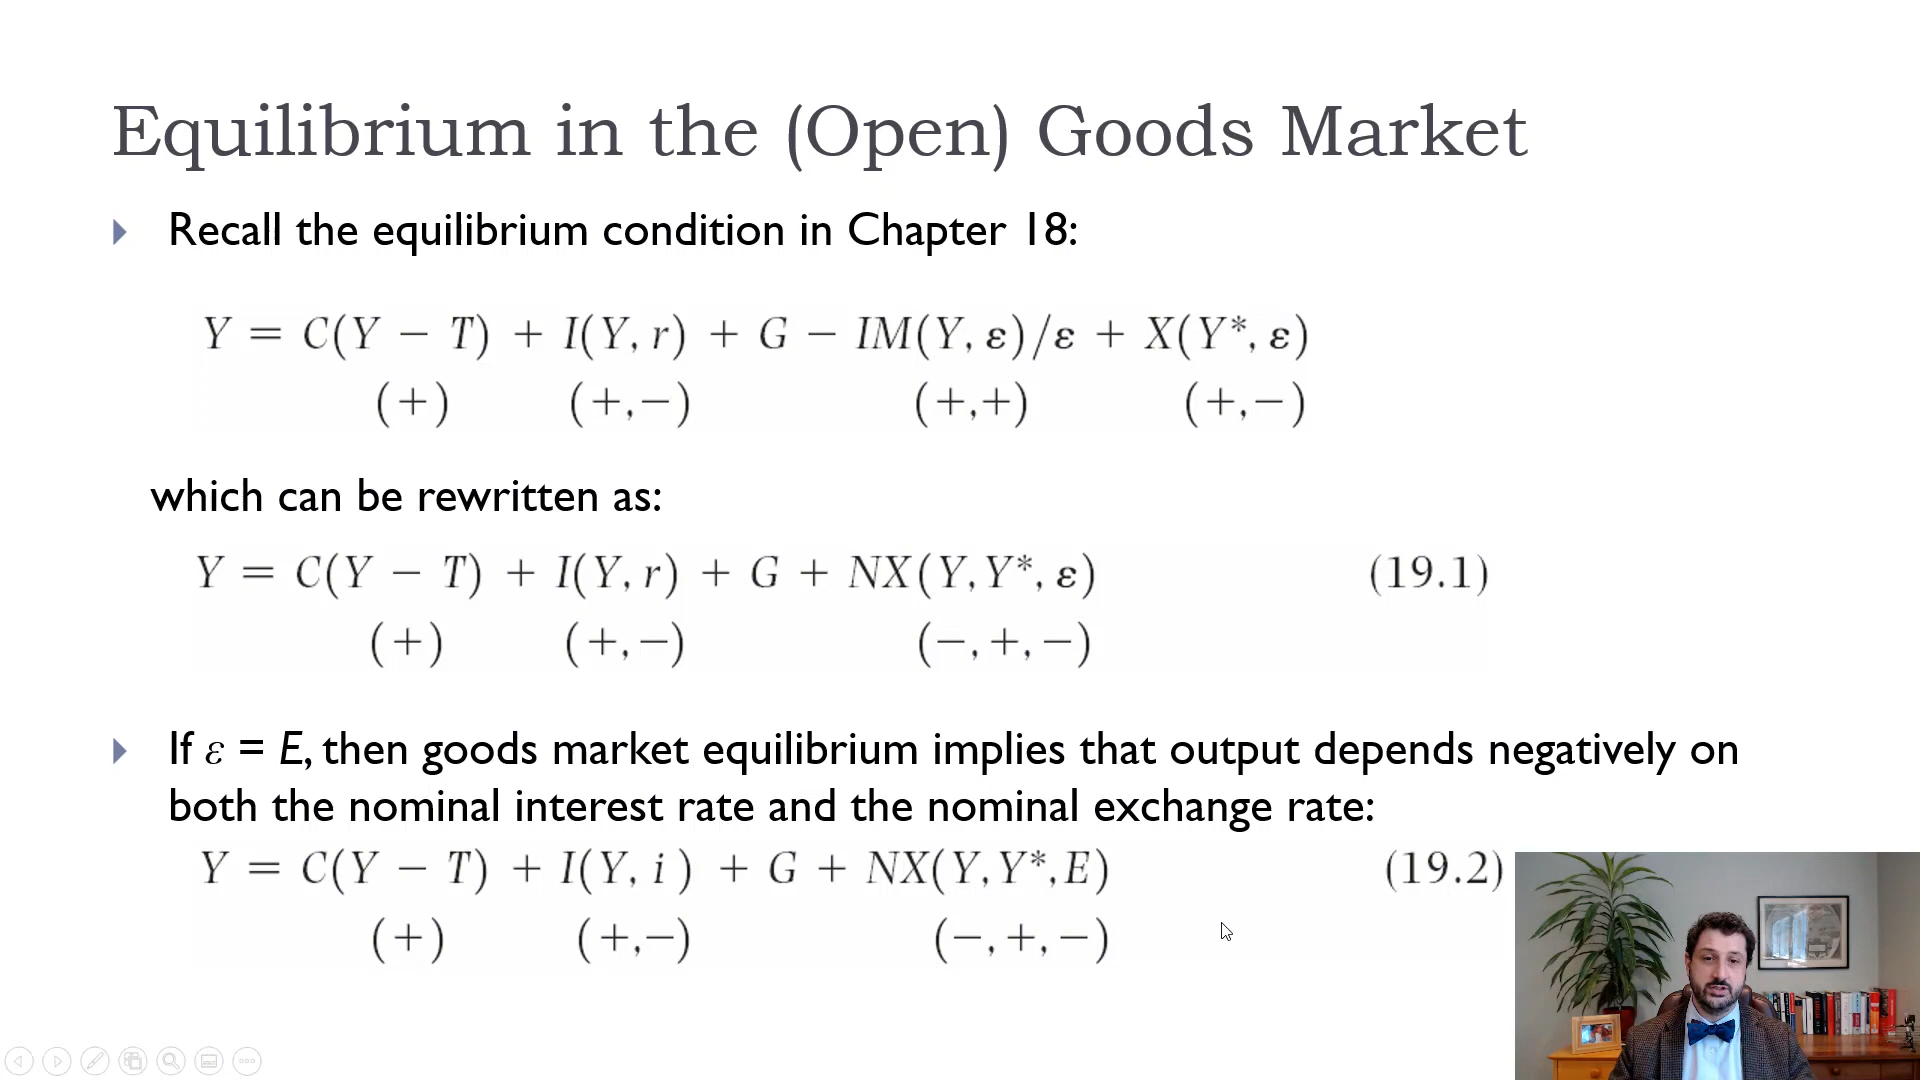 Equilibrium in the (Open) Goods Market
Recall the equilibrium condition in Chapter 18:
Y = C(Y − T) + I(Y, r) + G − IM(Y, ε)/ε + X(Y*, ε)
(+) (+,−) (+,+) (+,−)
which can be rewritten as:
Y = C(Y − T) + I(Y, r) + G + NX(Y, Y*, ε) (19.1)
(+) (+,−) (−, +, −)
If ε = E, then goods market equilibrium implies that output depends negatively on
both the nominal interest rate and the nominal exchange rate:
Y = C(Y − T) + I(Y, i ) + G + NX(Y, Y*, E) (19.2)
(+) (+,−) (−, +, −)